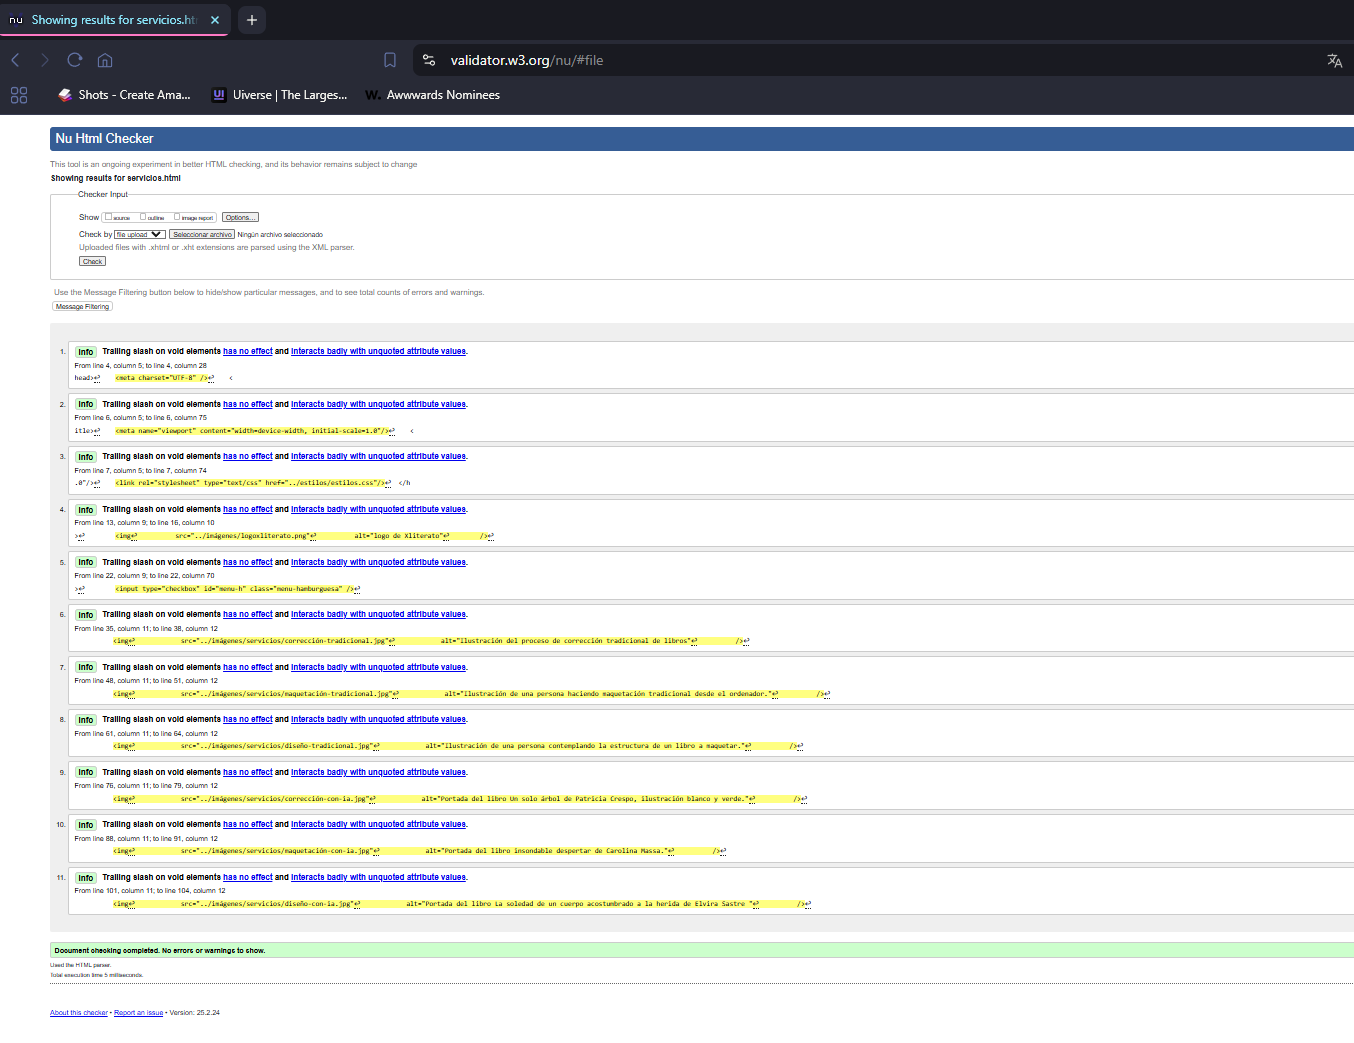 nu Showing results for servicios.ht
validator.w3.org/nu/#file
Shots - Create Ama...
UI Uiverse | The Larges...
W. Awwwards Nominees
Nu Html Checker
This tool is an ongoing experiment in better HTML checking, and its behavior remains subject to change
Showing results for servicios.html
Checker Input
Show source outline image report Options...
Check by file upload Seleccionar archivo Ningún archivo seleccionado
Uploaded files with .xhtml or .xht extensions are parsed using the XML parser.
Check
Use the Message Filtering button below to hide/show particular messages, and to see total counts of errors and warnings.
Message Filtering
1. Info Trailing slash on void elements has no effect and interacts badly with unquoted attribute values.
From line 4, column 5; to line 4, column 28
head>↩ <meta charset="UTF-8" />↩ <
2. Info Trailing slash on void elements has no effect and interacts badly with unquoted attribute values.
From line 6, column 5; to line 6, column 75
itle>↩ <meta name="viewport" content="width=device-width, initial-scale=1.0"/>↩ <
3. Info Trailing slash on void elements has no effect and interacts badly with unquoted attribute values.
From line 7, column 5; to line 7, column 74
.0"/>↩ <link rel="stylesheet" type="text/css" href="../estilos/estilos.css"/>↩ </h
4. Info Trailing slash on void elements has no effect and interacts badly with unquoted attribute values.
From line 13, column 9; to line 16, column 10
>↩ <img↩ src="../imágenes/logoxliterato.png"↩ alt="logo de Xliterato"↩ />↩
5. Info Trailing slash on void elements has no effect and interacts badly with unquoted attribute values.
From line 22, column 9; to line 22, column 70
>↩ <input type="checkbox" id="menu-h" class="menu-hamburguesa" />↩
6. Info Trailing slash on void elements has no effect and interacts badly with unquoted attribute values.
From line 35, column 11; to line 38, column 12
<img↩ src="../imágenes/servicios/corrección-tradicional.jpg"↩ alt="Ilustración del proceso de corrección tradicional de libros"↩ />↩
7. Info Trailing slash on void elements has no effect and interacts badly with unquoted attribute values.
From line 48, column 11; to line 51, column 12
<img↩ src="../imágenes/servicios/maquetación-tradicional.jpg"↩ alt="Ilustración de una persona haciendo maquetación tradicional desde el ordenador."↩ />↩
8. Info Trailing slash on void elements has no effect and interacts badly with unquoted attribute values.
From line 61, column 11; to line 64, column 12
<img↩ src="../imágenes/servicios/diseño-tradicional.jpg"↩ alt="Ilustración de una persona contemplando la estructura de un libro a maquetar."↩ />↩
9. Info Trailing slash on void elements has no effect and interacts badly with unquoted attribute values.
From line 76, column 11; to line 79, column 12
<img↩ src="../imágenes/servicios/corrección-con-ia.jpg"↩ alt="Portada del libro Un solo árbol de Patricia Crespo, ilustración blanco y verde."↩ />↩
10. Info Trailing slash on void elements has no effect and interacts badly with unquoted attribute values.
From line 88, column 11; to line 91, column 12
<img↩ src="../imágenes/servicios/maquetación-con-ia.jpg"↩ alt="Portada del libro insondable despertar de Carolina Massa."↩ />↩
11. Info Trailing slash on void elements has no effect and interacts badly with unquoted attribute values.
From line 101, column 11; to line 104, column 12
<img↩ src="../imágenes/servicios/diseño-con-ia.jpg"↩ alt="Portada del libro La soledad de un cuerpo acostumbrado a la herida de Elvira Sastre "↩ />↩
Document checking completed. No errors or warnings to show.
Used the HTML parser.
Total execution time 5 milliseconds.
About this checker • Report an issue • Version: 25.2.24